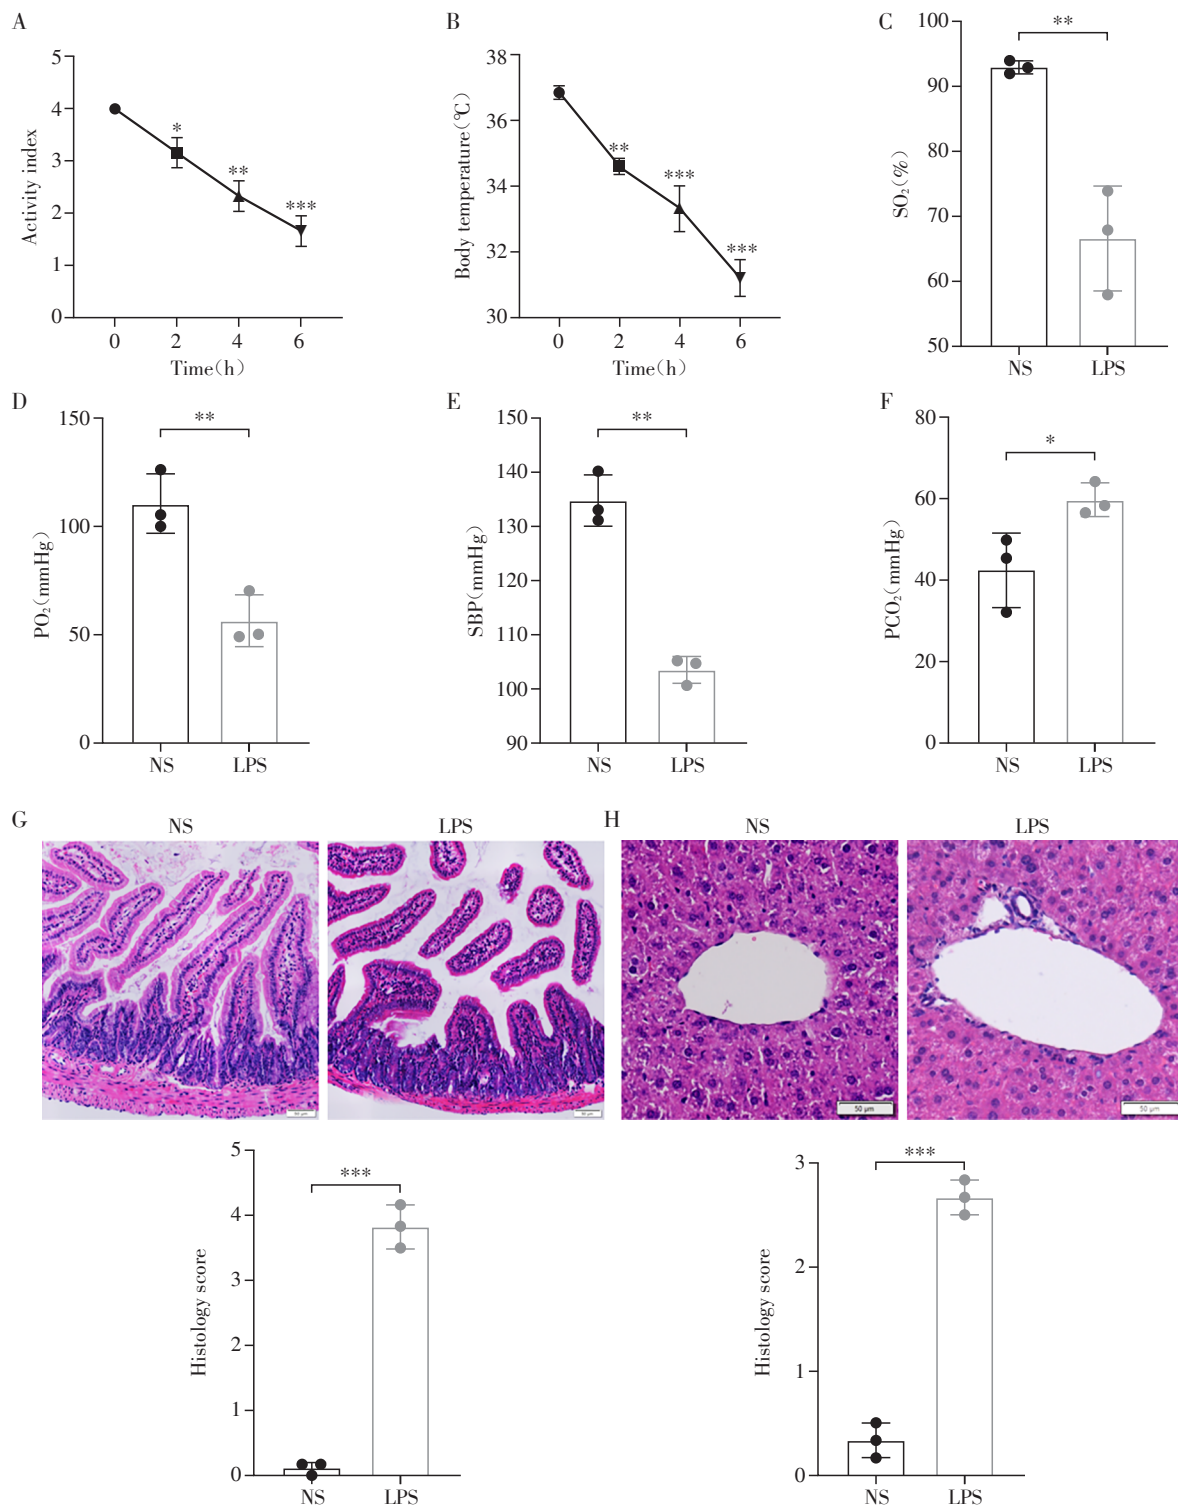 A
5
4
3
2
1
0
Activity index
*
**
***
0 2 4 6
Time(h)
B
38
36
34
32
30
Body temperature(℃)
**
***
***
0 2 4 6
Time(h)
C
100
90
80
70
60
50
SO₂(%)
**
NS LPS
D
150
100
50
0
PO₂(mmHg)
**
NS LPS
E
150
140
130
120
110
100
90
SBP(mmHg)
**
NS LPS
F
80
60
40
20
0
PCO₂(mmHg)
*
NS LPS
G
NS LPS
50 μm
50 μm
5
4
3
2
1
0
Histology score
***
NS LPS
H
NS LPS
50 μm
50 μm
3
2
1
0
Histology score
***
NS LPS